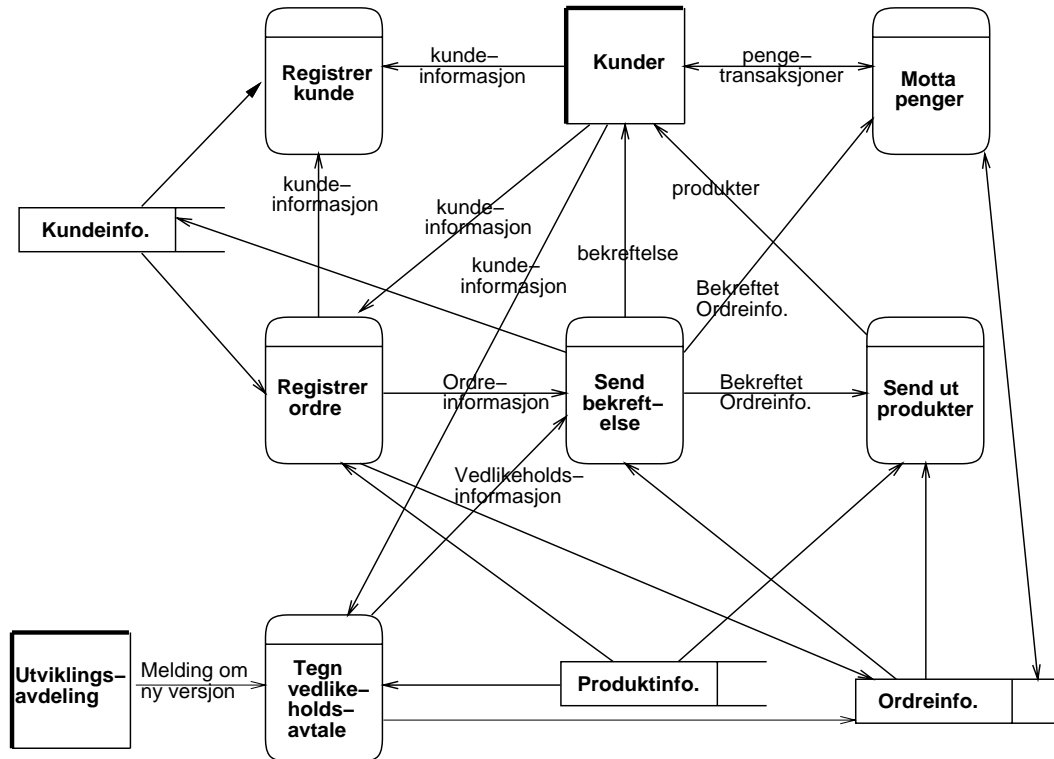 kunde–
informasjon
Kunder
penge–
transaksjoner
Registrer
kunde
Motta
penger
kunde–
informasjon
kunde–
informasjon
produkter
Kundeinfo.
kunde–
informasjon
bekreftelse
Bekreftet
Ordreinfo.
Registrer
ordre
Ordre–
informasjon
Send
bekreft–
else
Bekreftet
Ordreinfo.
Send ut
produkter
Vedlikeholds–
informasjon
Utviklings–
avdeling
Melding om
ny versjon
Tegn
vedlike–
holds–
avtale
Produktinfo.
Ordreinfo.